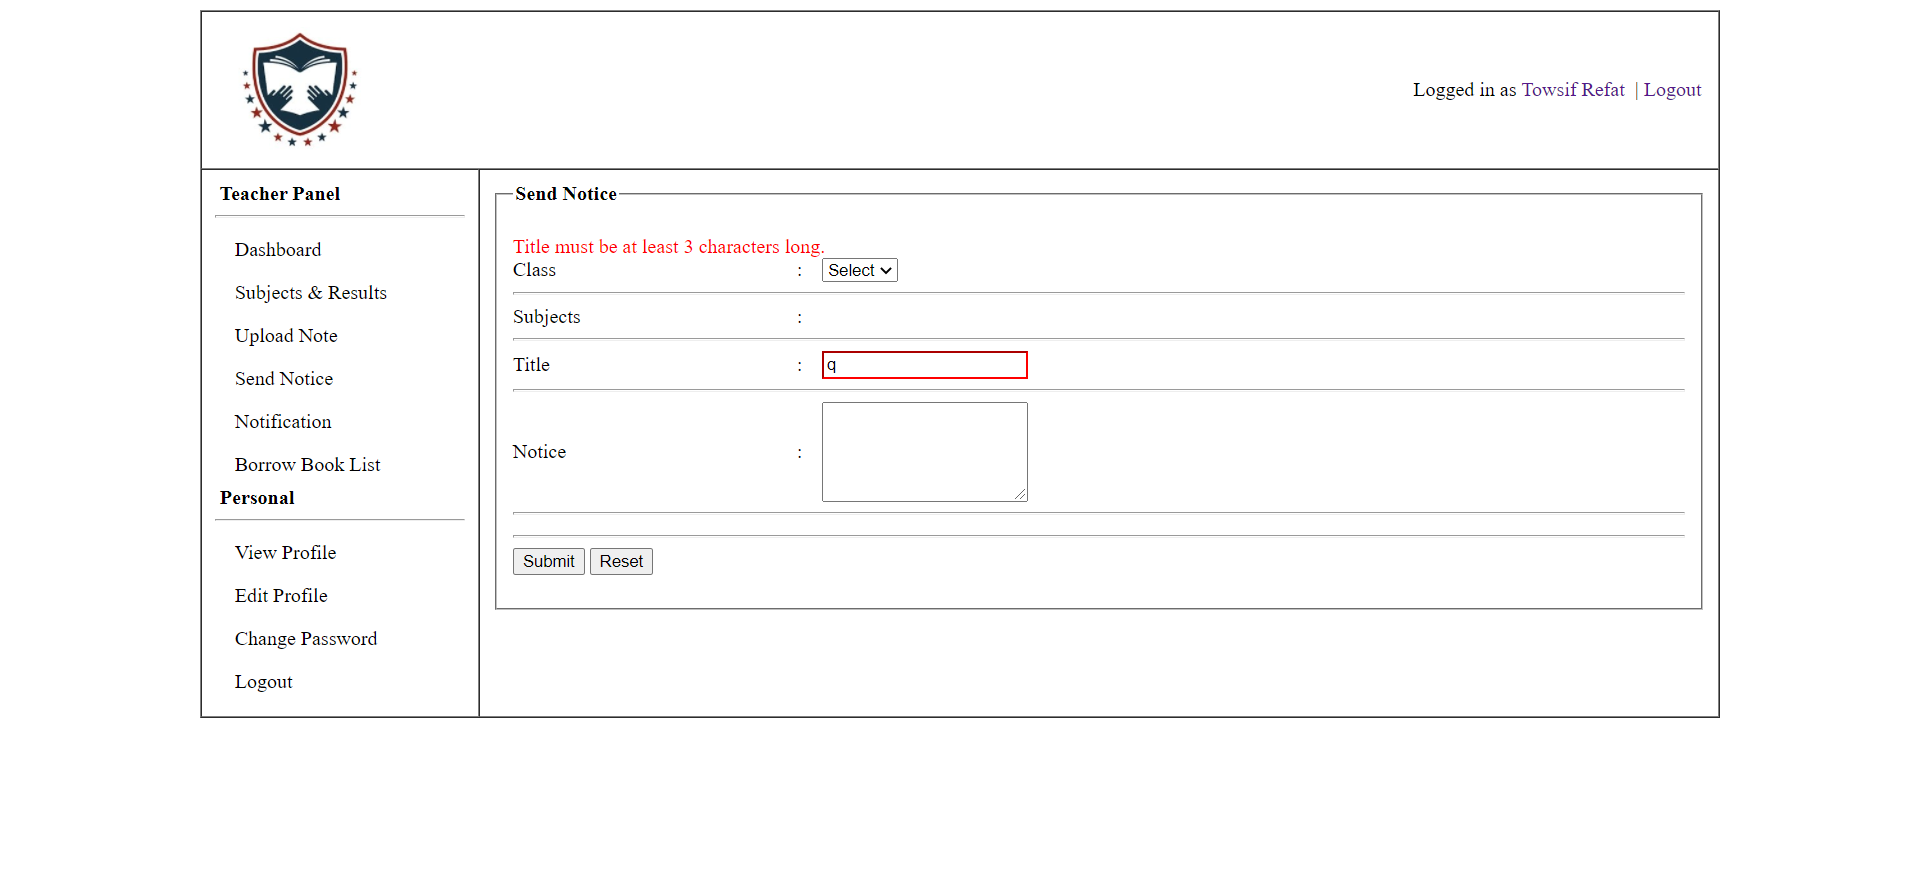 Logged in as Towsif Refat | Logout
Teacher Panel
Dashboard
Subjects & Results
Upload Note
Send Notice
Notification
Borrow Book List
Personal
View Profile
Edit Profile
Change Password
Logout
Send Notice
Title must be at least 3 characters long.
Class : Select
Subjects :
Title : q
Notice :
Submit Reset